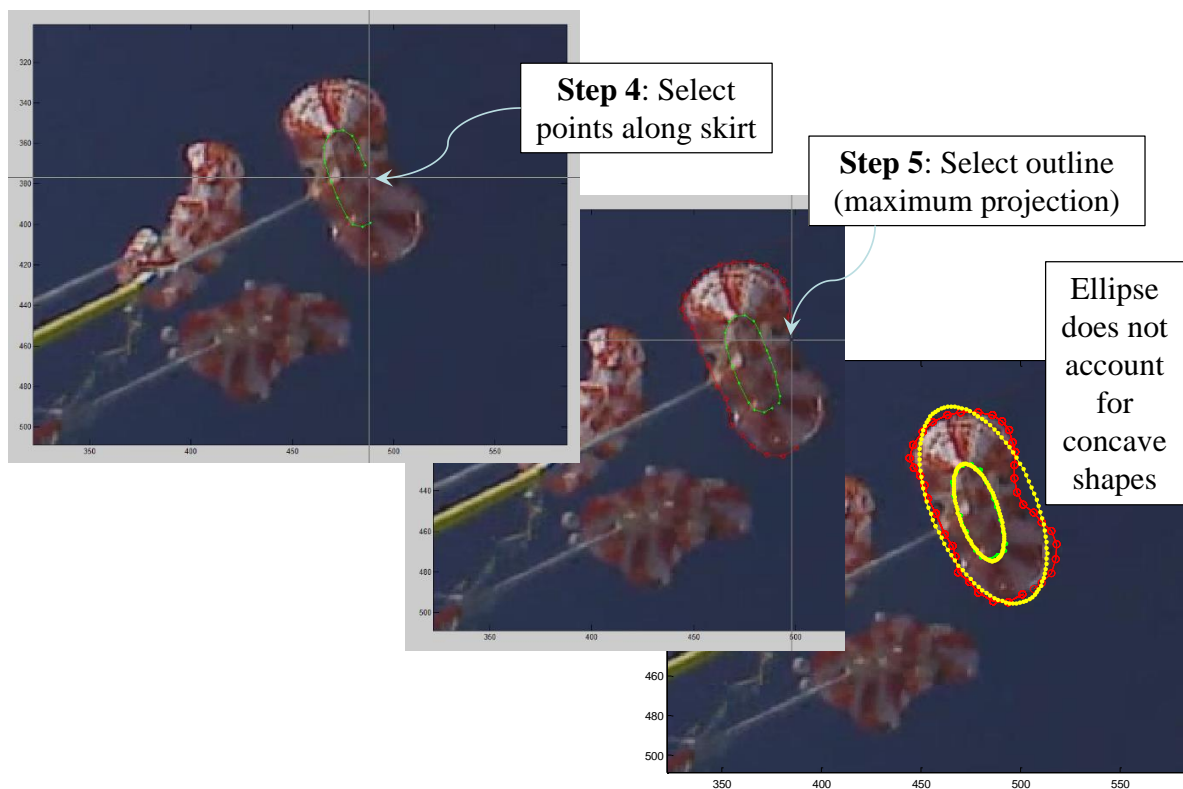 Step 4: Select
points along skirt
Step 5: Select outline
(maximum projection)
Ellipse
does not
account
for
concave
shapes
320
340
360
380
400
420
440
460
480
500
350 400 450 500 550
440
460
480
500
350 400 450 500
460
480
500
350 400 450 500 550